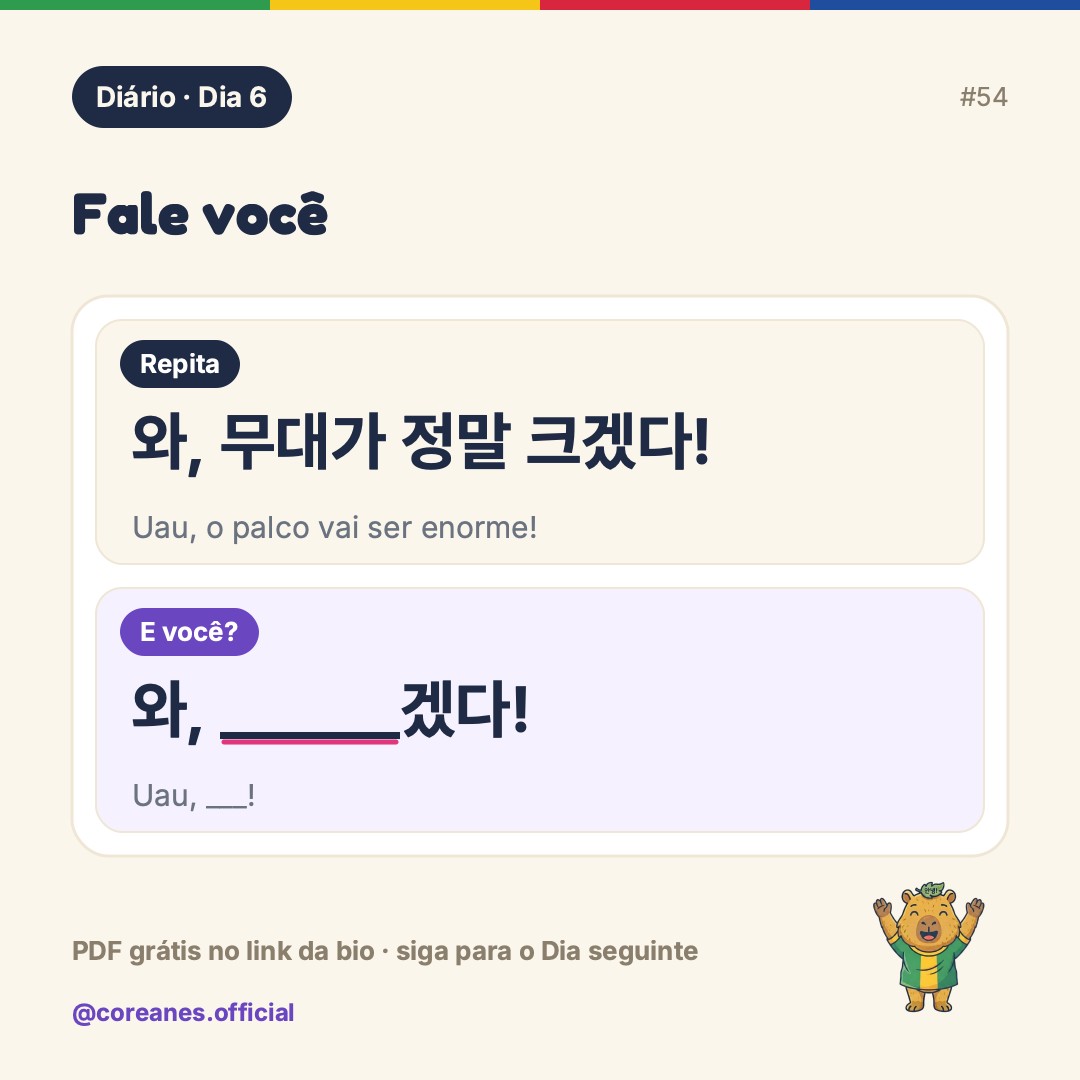 Diário · Dia 6
#54
Fale você
Repita
와, 무대가 정말 크겠다!
Uau, o palco vai ser enorme!
E você?
와, ______겠다!
Uau, ___!
PDF grátis no link da bio · siga para o Dia seguinte
@coreanes.official